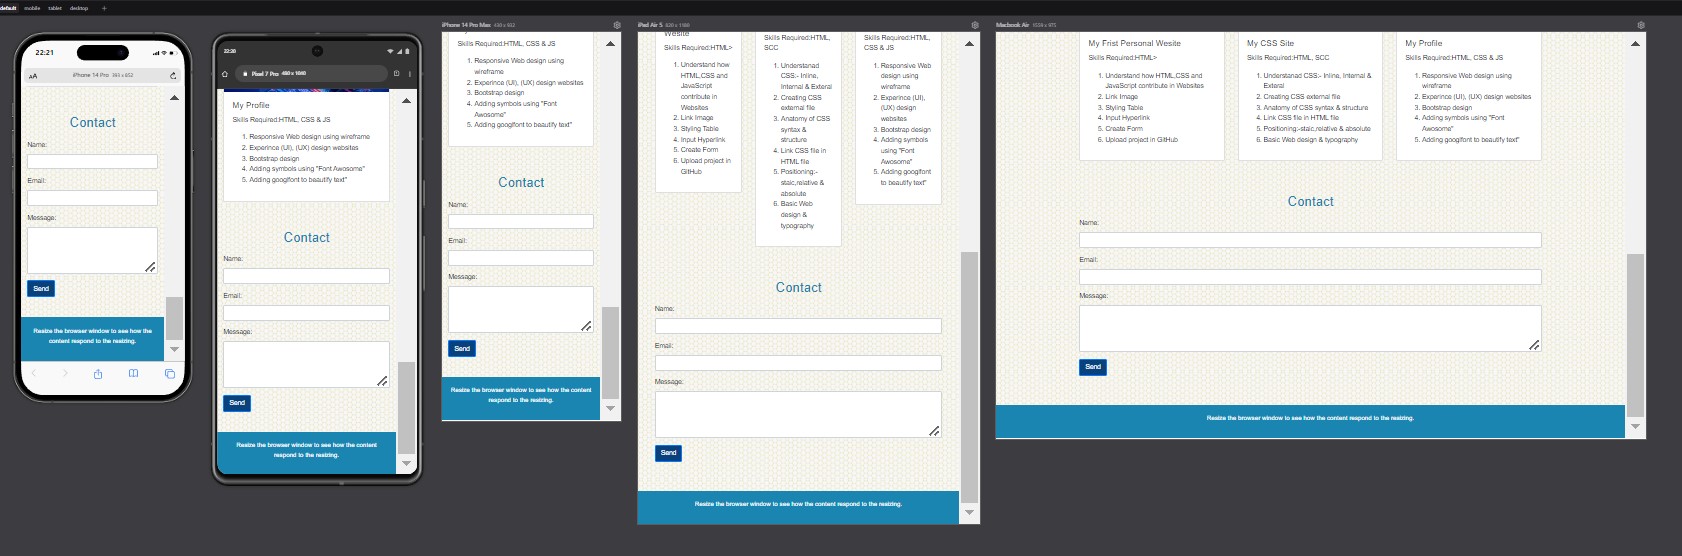 default mobile tablet desktop +
22:21
AA iPhone 14 Pro 393 x 852
Contact
Name:
Email:
Message:
Send
Resize the browser window to see how the
content respond to the resizing.
22:20
Pixel 7 Pro 480 x 1040
My Profile
Skills Required:HTML, CSS & JS
1. Responsive Web design using wireframe
2. Experince (UI), (UX) design websites
3. Bootstrap design
4. Adding symbols using "Font Awosome"
5. Adding googlfont to beautify text"
Contact
Name:
Email:
Message:
Send
Resize the browser window to see how the content
respond to the resizing.
iPhone 14 Pro Max 430 x 932
Skills Required:HTML, CSS & JS
1. Responsive Web design using
wireframe
2. Experince (UI), (UX) design websites
3. Bootstrap design
4. Adding symbols using "Font
Awosome"
5. Adding googlfont to beautify text"
Contact
Name:
Email:
Message:
Send
Resize the browser window to see how the content
respond to the resizing.
iPad Air 5 820 x 1180
Wesite
Skills Required:HTML>
1. Understand how
HTML,CSS and
JavaScript
contribute in
Websites
2. Link Image
3. Styling Table
4. Input Hyperlink
5. Create Form
6. Upload project in
GitHub
Skills Required:HTML,
SCC
1. Understanad
CSS:- Inline,
Internal & Exteral
2. Creating CSS
external file
3. Anatomy of CSS
syntax &
structure
4. Link CSS file in
HTML file
5. Positioning:-
staic,relative &
absolute
6. Basic Web
design &
typography
Skills Required:HTML,
CSS & JS
1. Responsive Web
design using
wireframe
2. Experince (UI),
(UX) design
websites
3. Bootstrap design
4. Adding symbols
using "Font
Awosome"
5. Adding googlfont
to beautify text"
Contact
Name:
Email:
Message:
Send
Resize the browser window to see how the content respond to the resizing.
Macbook Air 1559 x 975
My Frist Personal Wesite
Skills Required:HTML>
1. Understand how HTML,CSS and
JavaScript contribute in Websites
2. Link Image
3. Styling Table
4. Input Hyperlink
5. Create Form
6. Upload project in GitHub
My CSS Site
Skills Required:HTML, SCC
1. Understanad CSS:- Inline, Internal &
Exteral
2. Creating CSS external file
3. Anatomy of CSS syntax & structure
4. Link CSS file in HTML file
5. Positioning:-staic,relative & absolute
6. Basic Web design & typography
My Profile
Skills Required:HTML, CSS & JS
1. Responsive Web design using
wireframe
2. Experince (UI), (UX) design websites
3. Bootstrap design
4. Adding symbols using "Font
Awosome"
5. Adding googlfont to beautify text"
Contact
Name:
Email:
Message:
Send
Resize the browser window to see how the content respond to the resizing.